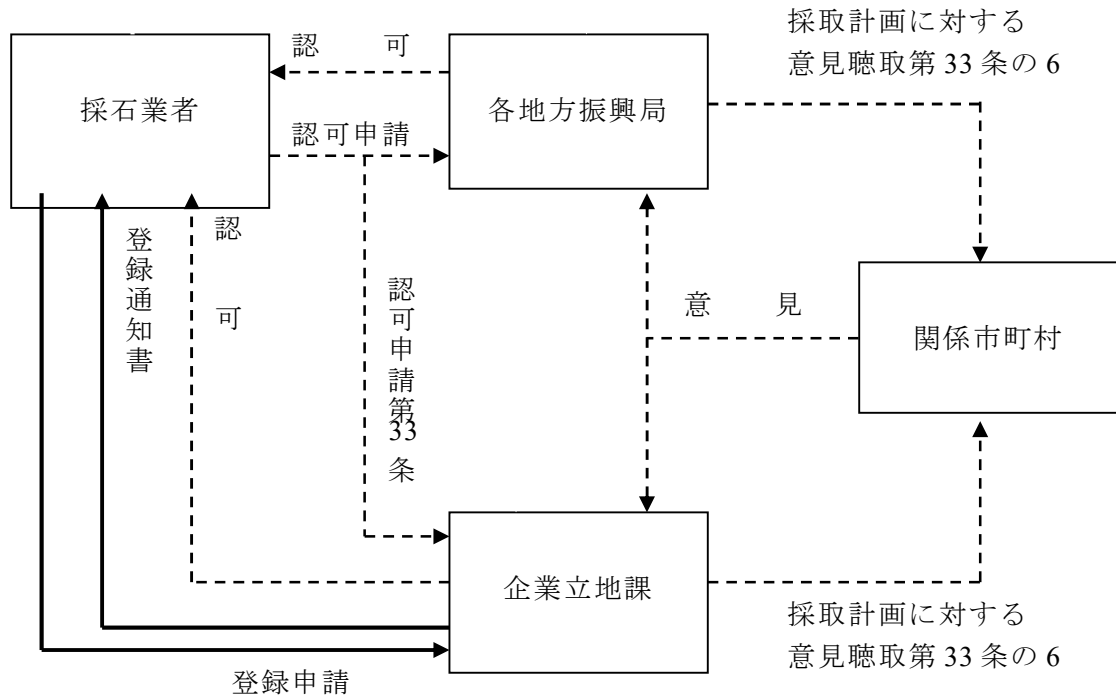 採取計画に対する
意見聴取第33条の6
認　可
採石業者
各地方振興局
認可申請
登録通知書
認　可
認可申請第33条
意　見
関係市町村
企業立地課
採取計画に対する
意見聴取第33条の6
登録申請